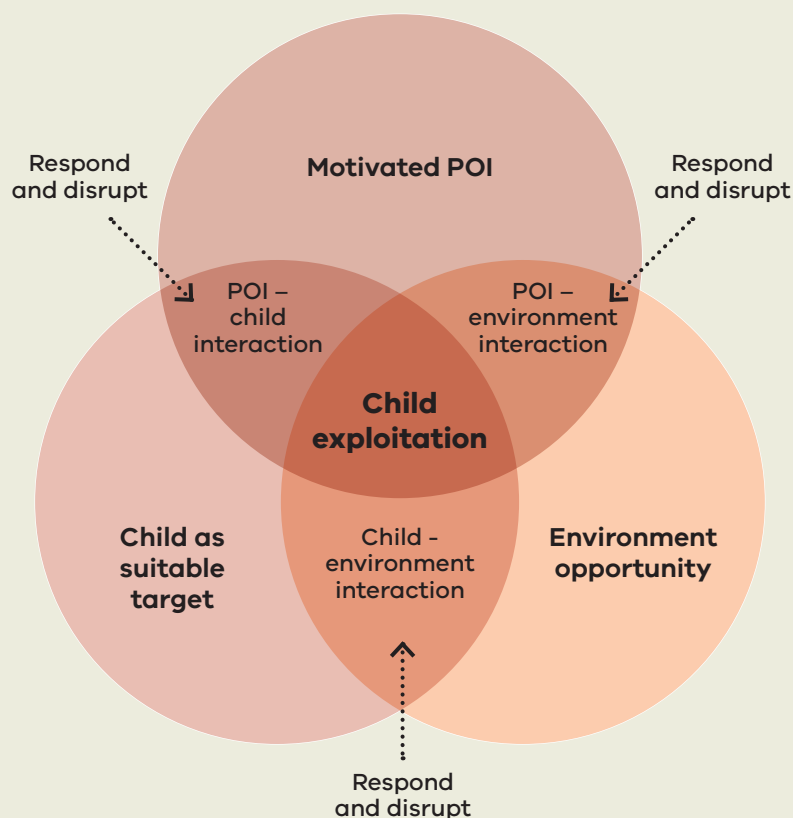 Motivated POI
Respond
and disrupt
Respond
and disrupt
POI –
child
interaction
POI –
environment
interaction
Child
exploitation
Child as
suitable
target
Child -
environment
interaction
Environment
opportunity
Respond
and disrupt